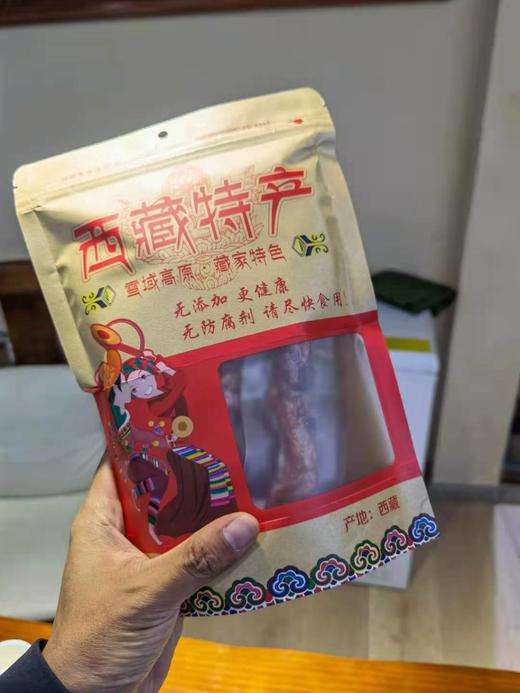 西藏特产
雪域高原 藏家特色
无添加 更健康
无防腐剂 请尽快食用
产地：西藏